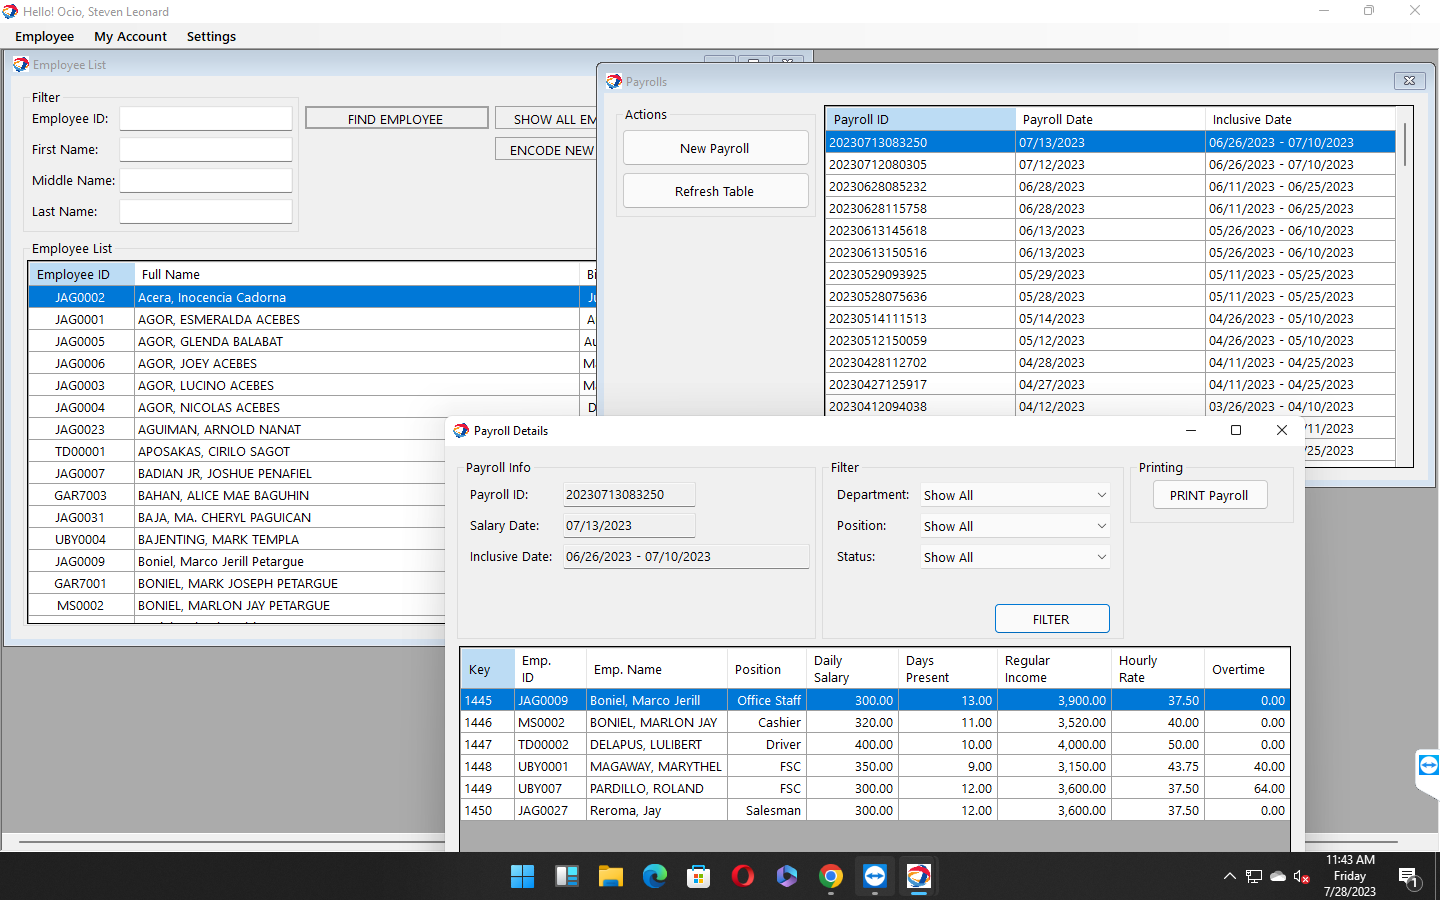 Hello! Ocio, Steven Leonard
Employee My Account Settings
Employee List
Filter
Employee ID:
First Name:
Middle Name:
Last Name:
FIND EMPLOYEE
SHOW ALL EM
ENCODE NEW
Employee List
Employee ID Full Name Bi
JAG0002 Acera, Inocencia Cadorna Ju
JAG0001 AGOR, ESMERALDA ACEBES A
JAG0005 AGOR, GLENDA BALABAT Au
JAG0006 AGOR, JOEY ACEBES M
JAG0003 AGOR, LUCINO ACEBES M
JAG0004 AGOR, NICOLAS ACEBES D
JAG0023 AGUIMAN, ARNOLD NANAT
TD00001 APOSAKAS, CIRILO SAGOT
JAG0007 BADIAN JR, JOSHUE PENAFIEL
GAR7003 BAHAN, ALICE MAE BAGUHIN
JAG0031 BAJA, MA. CHERYL PAGUICAN
UBY0004 BAJENTING, MARK TEMPLA
JAG0009 Boniel, Marco Jerill Petargue
GAR7001 BONIEL, MARK JOSEPH PETARGUE
MS0002 BONIEL, MARLON JAY PETARGUE
Payrolls
Actions
New Payroll
Refresh Table
Payroll ID Payroll Date Inclusive Date
20230713083250 07/13/2023 06/26/2023 - 07/10/2023
20230712080305 07/12/2023 06/26/2023 - 07/10/2023
20230628085232 06/28/2023 06/11/2023 - 06/25/2023
20230628115758 06/28/2023 06/11/2023 - 06/25/2023
20230613145618 06/13/2023 05/26/2023 - 06/10/2023
20230613150516 06/13/2023 05/26/2023 - 06/10/2023
20230529093925 05/29/2023 05/11/2023 - 05/25/2023
20230528075636 05/28/2023 05/11/2023 - 05/25/2023
20230514111513 05/14/2023 04/26/2023 - 05/10/2023
20230512150059 05/12/2023 04/26/2023 - 05/10/2023
20230428112702 04/28/2023 04/11/2023 - 04/25/2023
20230427125917 04/27/2023 04/11/2023 - 04/25/2023
20230412094038 04/12/2023 03/26/2023 - 04/10/2023
/11/2023
/25/2023
Payroll Details
Payroll Info
Payroll ID: 20230713083250
Salary Date: 07/13/2023
Inclusive Date: 06/26/2023 - 07/10/2023
Filter
Department: Show All
Position: Show All
Status: Show All
FILTER
Printing
PRINT Payroll
Key Emp. ID Emp. Name Position Daily Salary Days Present Regular Income Hourly Rate Overtime
1445 JAG0009 Boniel, Marco Jerill Office Staff 300.00 13.00 3,900.00 37.50 0.00
1446 MS0002 BONIEL, MARLON JAY Cashier 320.00 11.00 3,520.00 40.00 0.00
1447 TD00002 DELAPUS, LULIBERT Driver 400.00 10.00 4,000.00 50.00 0.00
1448 UBY0001 MAGAWAY, MARYTHEL FSC 350.00 9.00 3,150.00 43.75 40.00
1449 UBY007 PARDILLO, ROLAND FSC 300.00 12.00 3,600.00 37.50 64.00
1450 JAG0027 Reroma, Jay Salesman 300.00 12.00 3,600.00 37.50 0.00
11:43 AM
Friday
7/28/2023
1